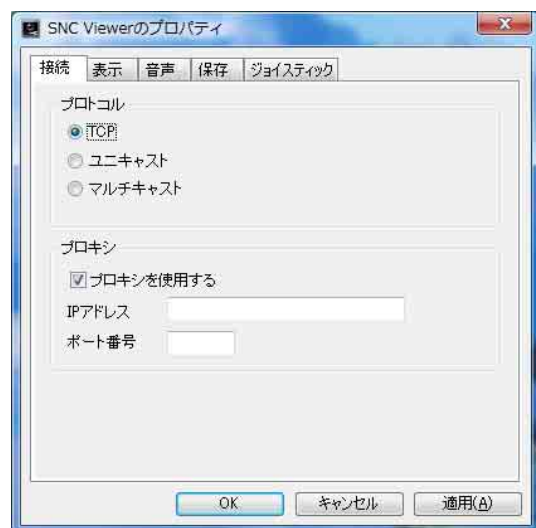 SNC Viewerのプロパティ
接続 表示 音声 保存 ジョイスティック
プロトコル
TCP
ユニキャスト
マルチキャスト
プロキシ
プロキシを使用する
IPアドレス
ポート番号
OK キャンセル 適用(A)